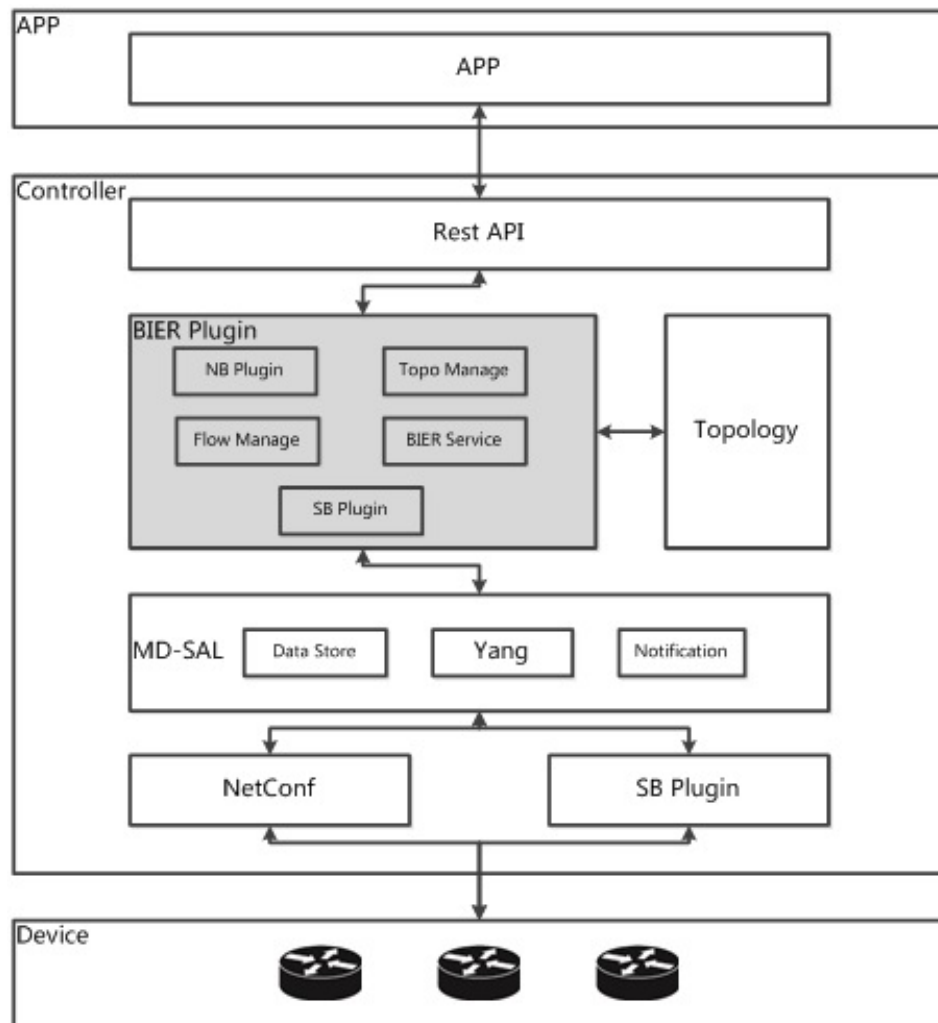 APP
APP
Controller
Rest API
BIER Plugin
NB Plugin
Topo Manage
Flow Manage
BIER Service
SB Plugin
Topology
MD-SAL
Data Store
Yang
Notification
NetConf
SB Plugin
Device